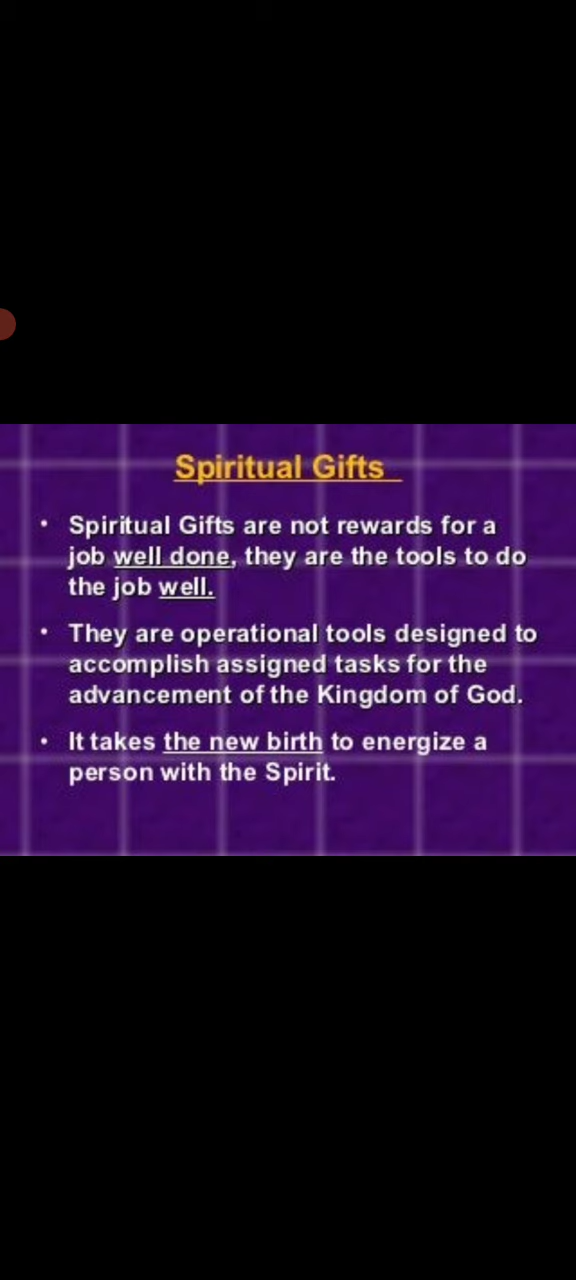 Spiritual Gifts
• Spiritual Gifts are not rewards for a
job well done, they are the tools to do
the job well.
• They are operational tools designed to
accomplish assigned tasks for the
advancement of the Kingdom of God.
• It takes the new birth to energize a
person with the Spirit.